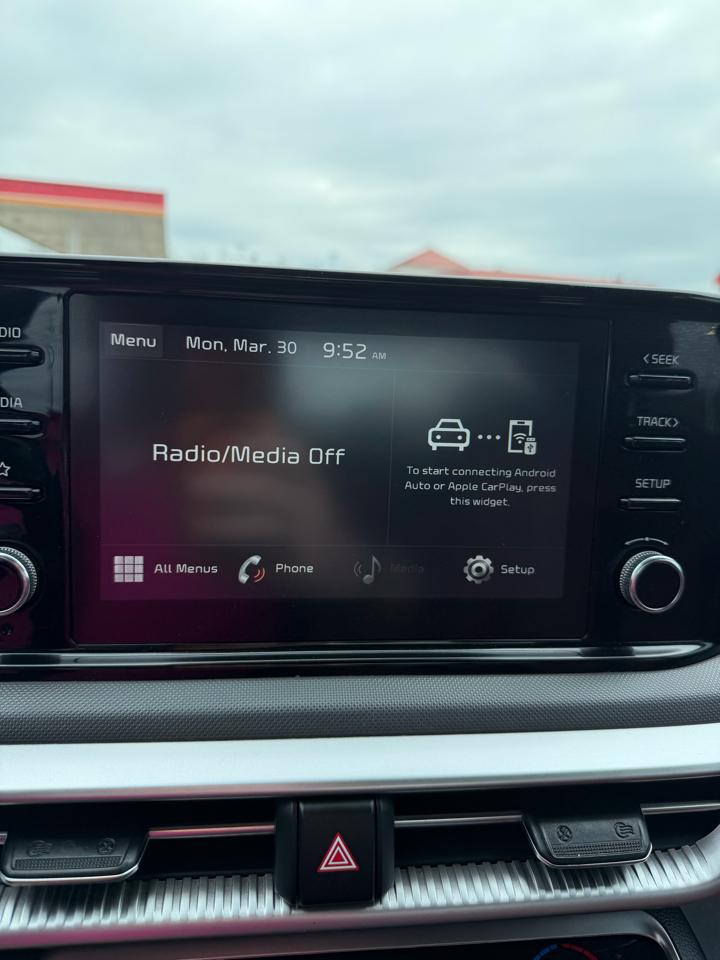 Menu
Mon, Mar. 30
9:52 AM
Radio/Media Off
To start connecting Android
Auto or Apple CarPlay, press
this widget.
All Menus
Phone
Media
Setup
< SEEK
TRACK >
SETUP